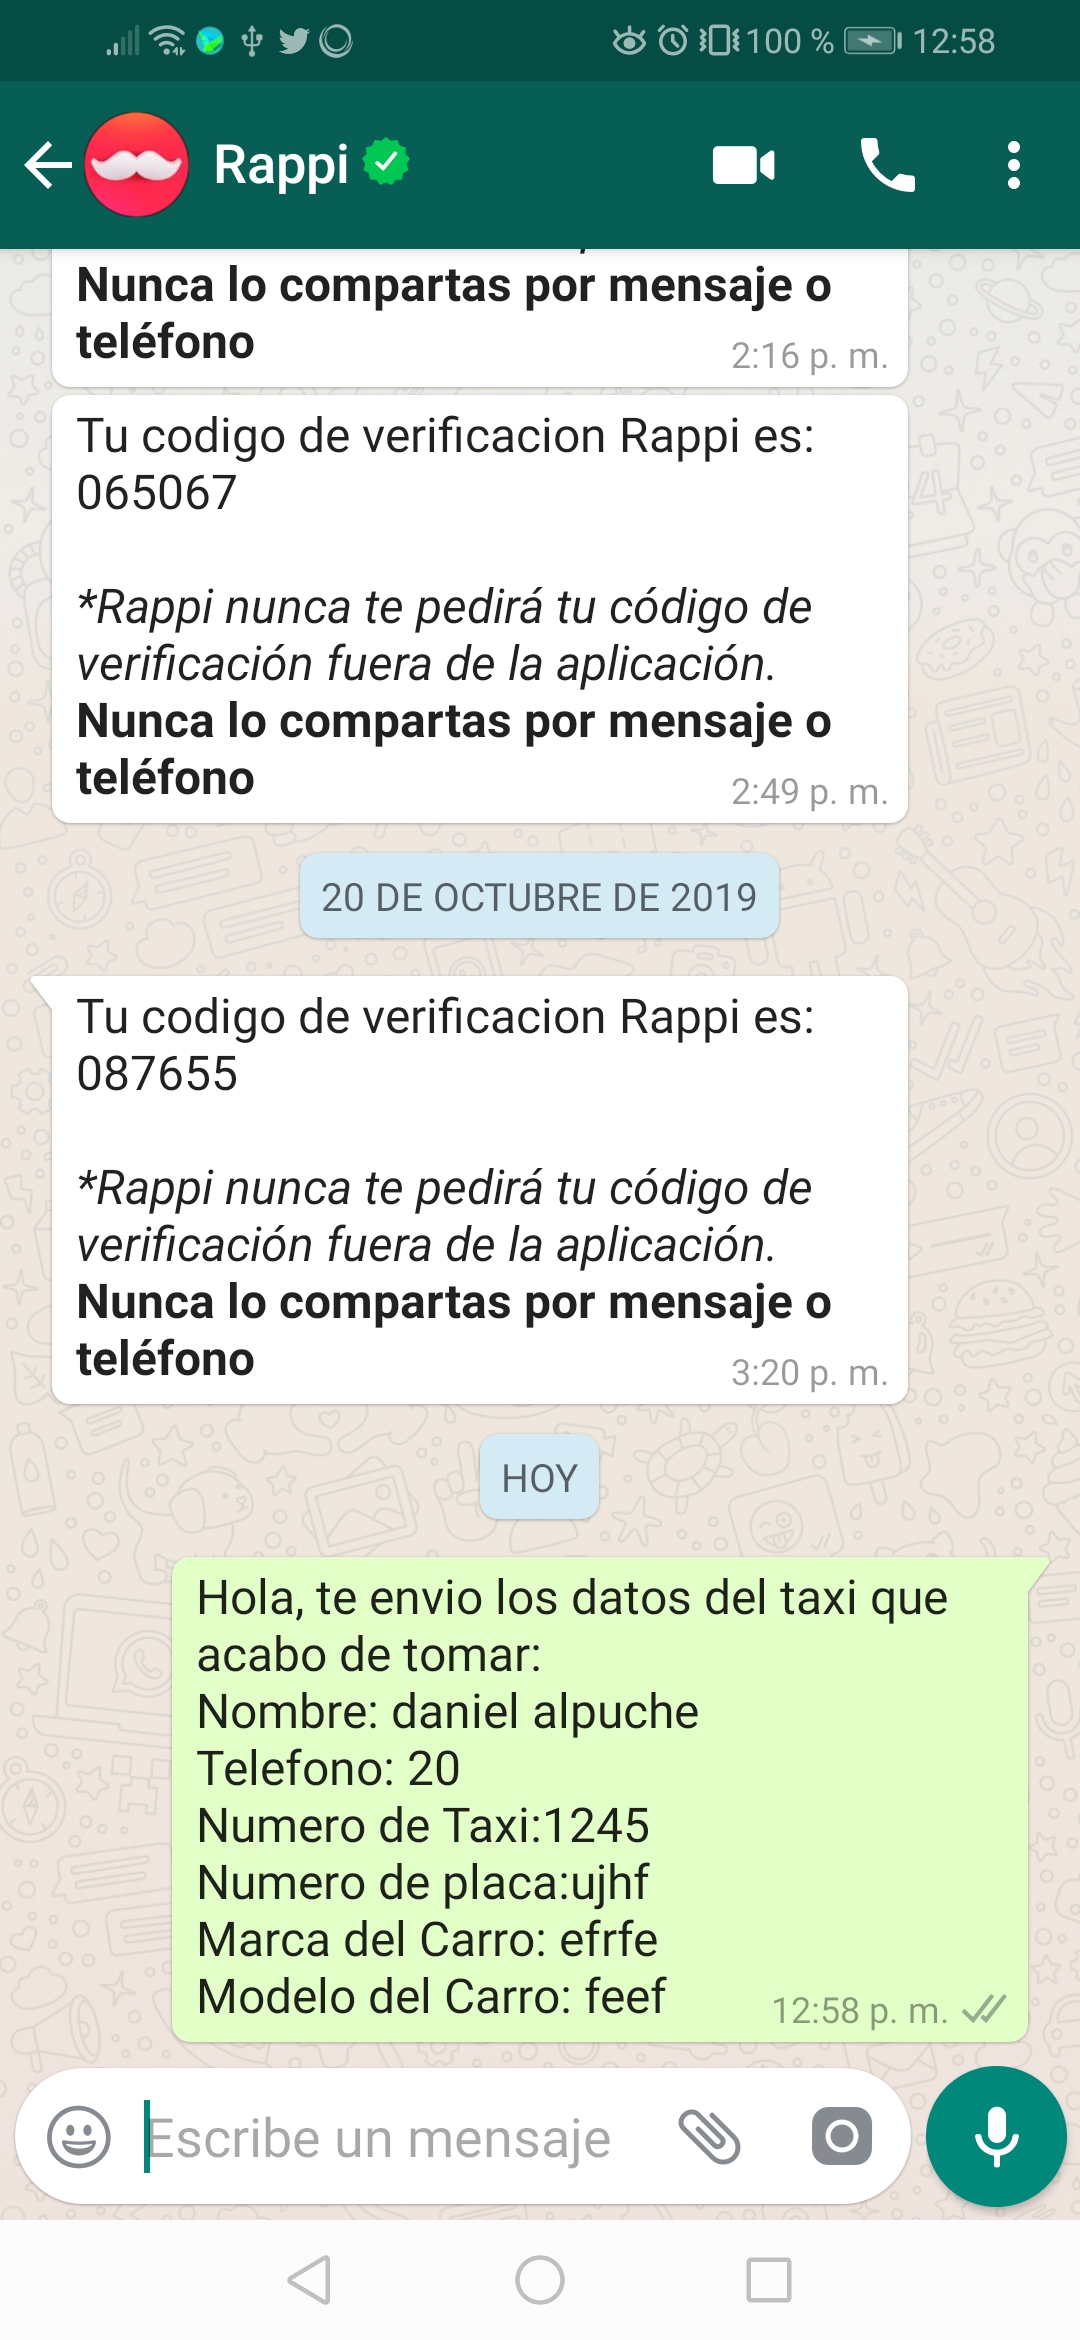 100 % 12:58
Rappi
Nunca lo compartas por mensaje o
teléfono
2:16 p. m.
Tu codigo de verificacion Rappi es:
065067
*Rappi nunca te pedirá tu código de
verificación fuera de la aplicación.
Nunca lo compartas por mensaje o
teléfono
2:49 p. m.
20 DE OCTUBRE DE 2019
Tu codigo de verificacion Rappi es:
087655
*Rappi nunca te pedirá tu código de
verificación fuera de la aplicación.
Nunca lo compartas por mensaje o
teléfono
3:20 p. m.
HOY
Hola, te envio los datos del taxi que
acabo de tomar:
Nombre: daniel alpuche
Telefono: 20
Numero de Taxi:1245
Numero de placa:ujhf
Marca del Carro: efrfe
Modelo del Carro: feef
12:58 p. m.
Escribe un mensaje